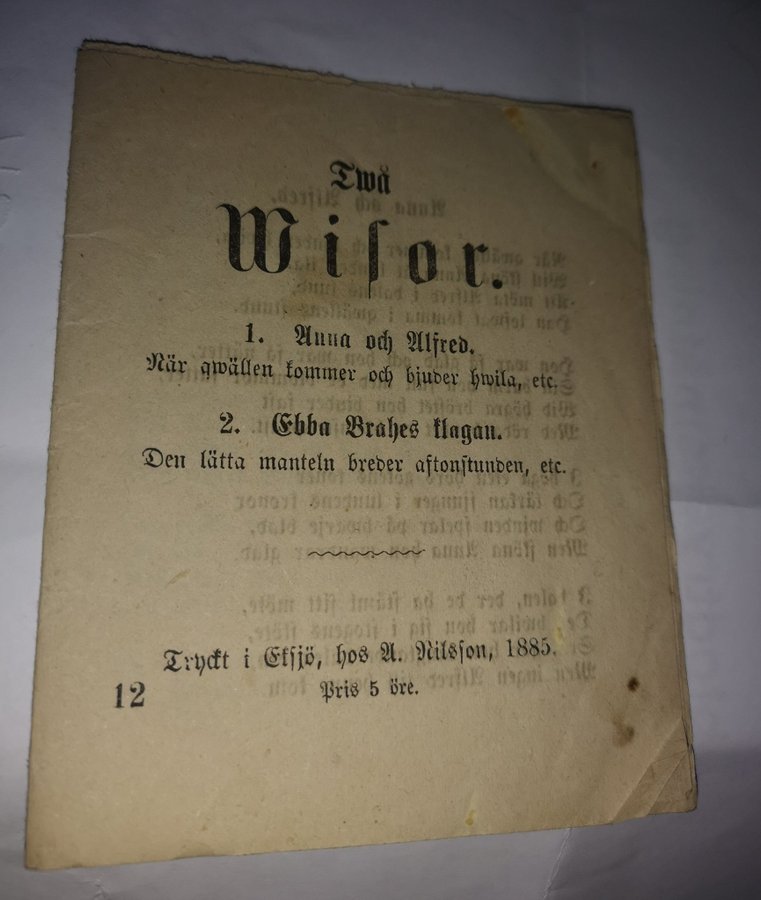 Twå
Wisor.
1. Anna och Alfred.
När qwällen kommer och bjuder hwila, etc.
2. Ebba Brahes klagan.
Den lätta manteln breder aftonstunden, etc.
Tryckt i Eksjö, hos A. Nilsson, 1885.
12
Pris 5 öre.